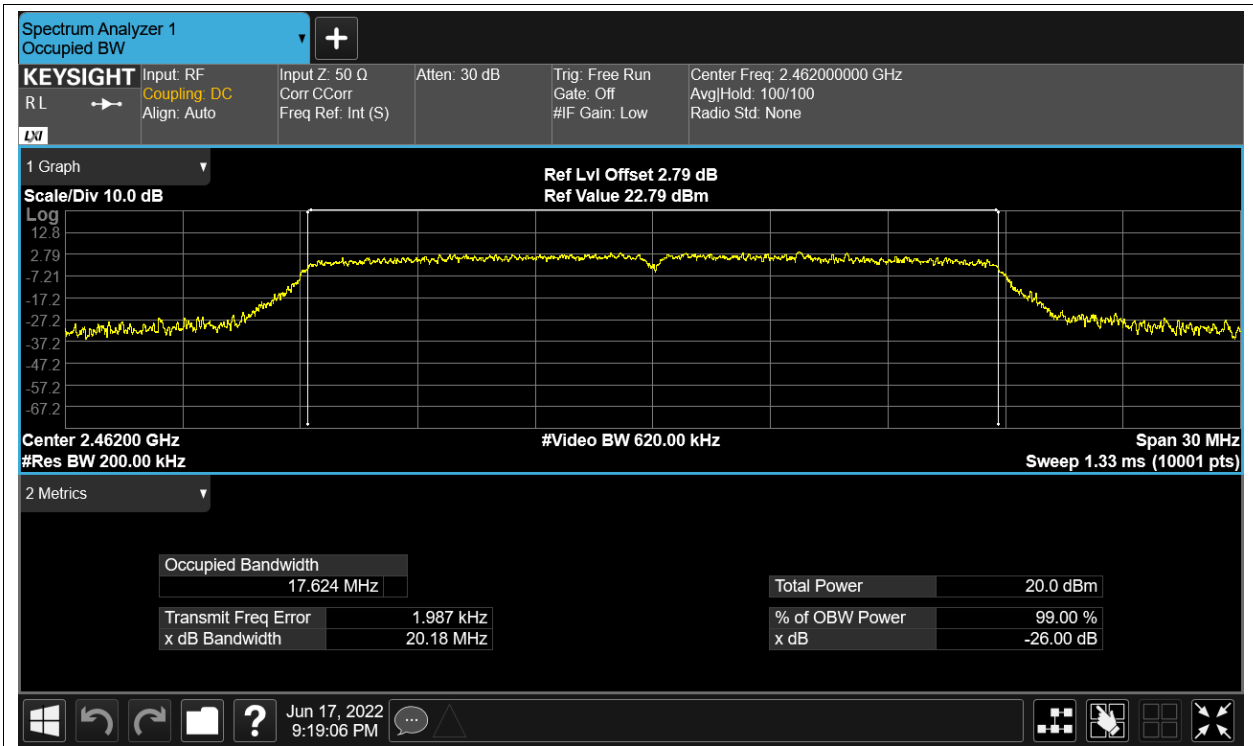 Spectrum Analyzer 1
Occupied BW
KEYSIGHT
R L
LXI
Input: RF
Coupling: DC
Align: Auto
Input Z: 50 Ω
Corr CCorr
Freq Ref: Int (S)
Atten: 30 dB
Trig: Free Run
Gate: Off
#IF Gain: Low
Center Freq: 2.462000000 GHz
Avg|Hold: 100/100
Radio Std: None
1 Graph
Scale/Div 10.0 dB
Ref Lvl Offset 2.79 dB
Ref Value 22.79 dBm
Log
12.8
2.79
-7.21
-17.2
-27.2
-37.2
-47.2
-57.2
-67.2
Center 2.46200 GHz
#Res BW 200.00 kHz
#Video BW 620.00 kHz
Span 30 MHz
Sweep 1.33 ms (10001 pts)
2 Metrics
Occupied Bandwidth
17.624 MHz
Transmit Freq Error 1.987 kHz
x dB Bandwidth 20.18 MHz
Total Power 20.0 dBm
% of OBW Power 99.00 %
x dB -26.00 dB
?
Jun 17, 2022
9:19:06 PM